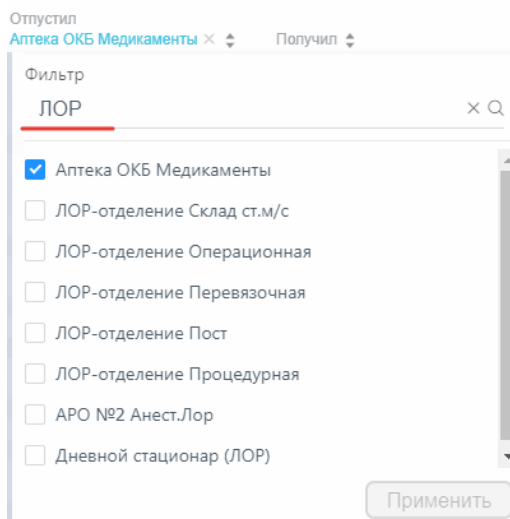 Отпустил
Аптека ОКБ Медикаменты × Получил
Фильтр
ЛОР
Аптека ОКБ Медикаменты
ЛОР-отделение Склад ст.м/с
ЛОР-отделение Операционная
ЛОР-отделение Перевязочная
ЛОР-отделение Пост
ЛОР-отделение Процедурная
АРО №2 Анест.Лор
Дневной стационар (ЛОР)
Применить